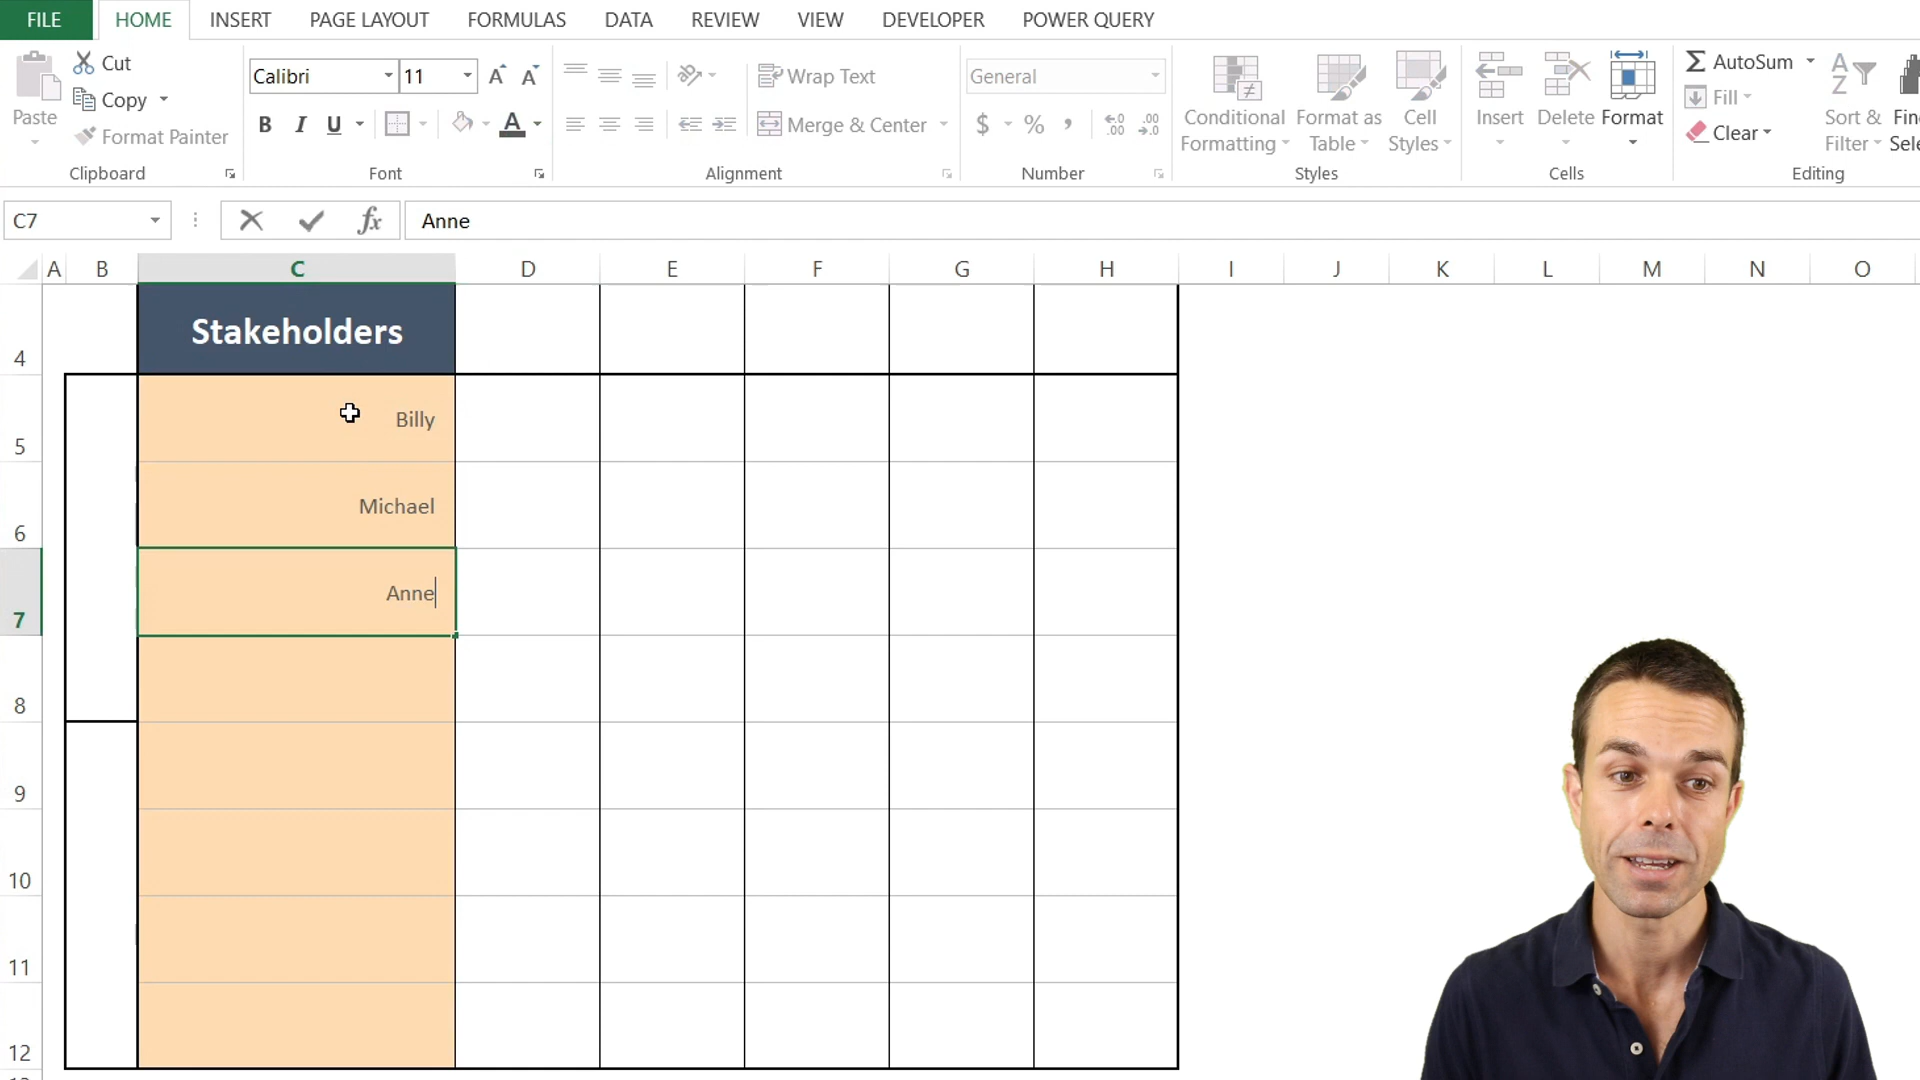 FILE HOME INSERT PAGE LAYOUT FORMULAS DATA REVIEW VIEW DEVELOPER POWER QUERY
Paste
Cut
Copy
Format Painter
Clipboard
Calibri 11 A A
B I U A
Font
Wrap Text
Merge & Center
Alignment
General
$ % ,
Number
Conditional
Formatting
Format as
Table
Cell
Styles
Styles
Insert
Delete
Format
Cells
AutoSum
Fill
Clear
Sort &
Filter
Editing
C7 fx Anne
A B C D E F G H I J K L M N O
4 Stakeholders
5 Billy
6 Michael
7 Anne
8
9
10
11
12